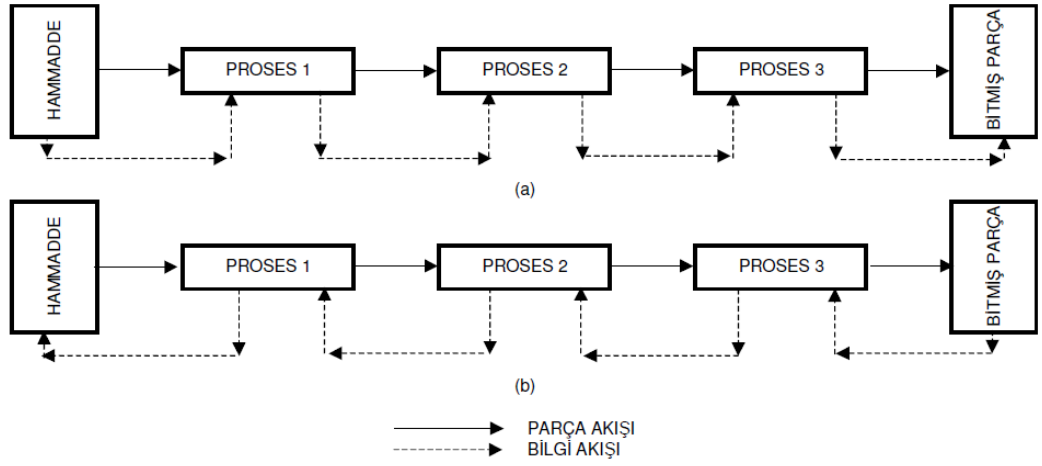 HAMMADDE
PROSES 1
PROSES 2
PROSES 3
BİTMİŞ PARÇA
(a)
HAMMADDE
PROSES 1
PROSES 2
PROSES 3
BİTMİŞ PARÇA
(b)
PARÇA AKIŞI
BİLGİ AKIŞI